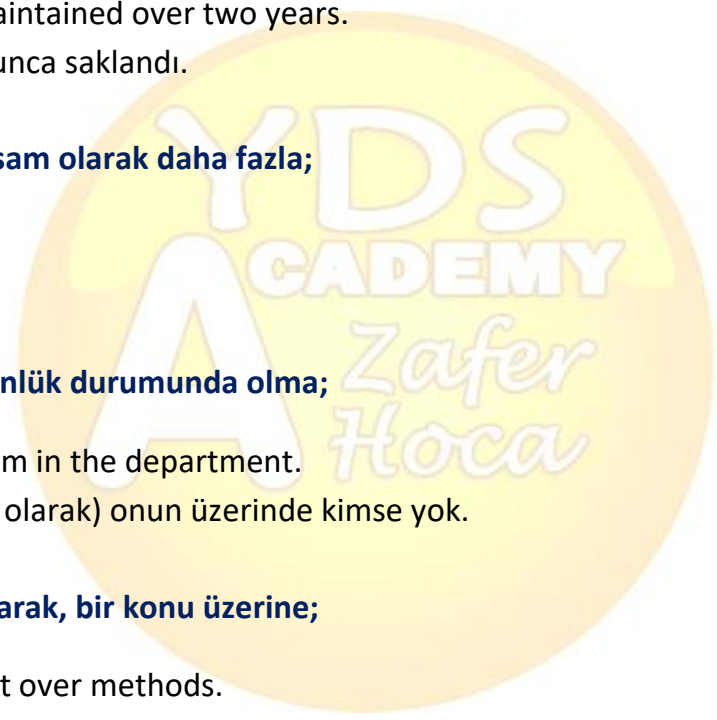 aintained over two years.
unca saklandı.
sam olarak daha fazla;
YDS
ACADEMY
Zafer
nlük durumunda olma;
Hoca
m in the department.
olarak) onun üzerinde kimse yok.
arak, bir konu üzerine;
t over methods.